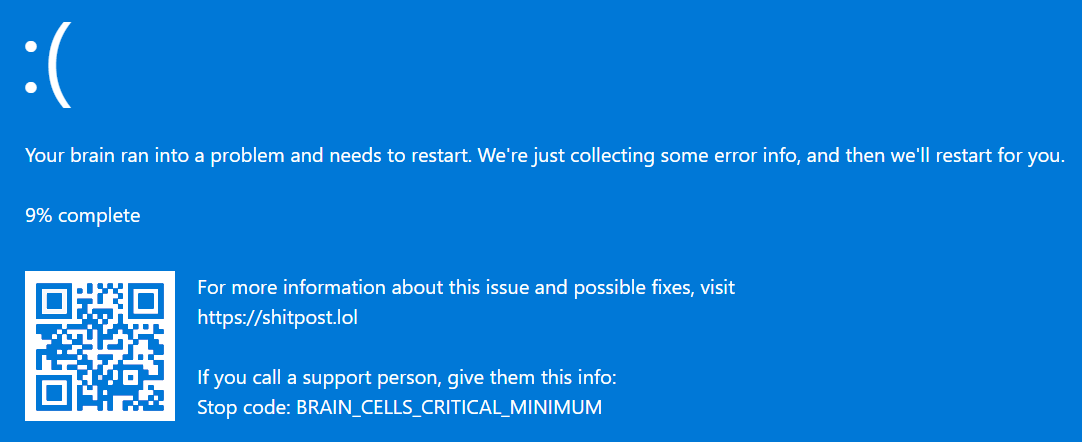 :(
Your brain ran into a problem and needs to restart. We're just collecting some error info, and then we'll restart for you.
9% complete
For more information about this issue and possible fixes, visit
https://shitpost.lol
If you call a support person, give them this info:
Stop code: BRAIN_CELLS_CRITICAL_MINIMUM